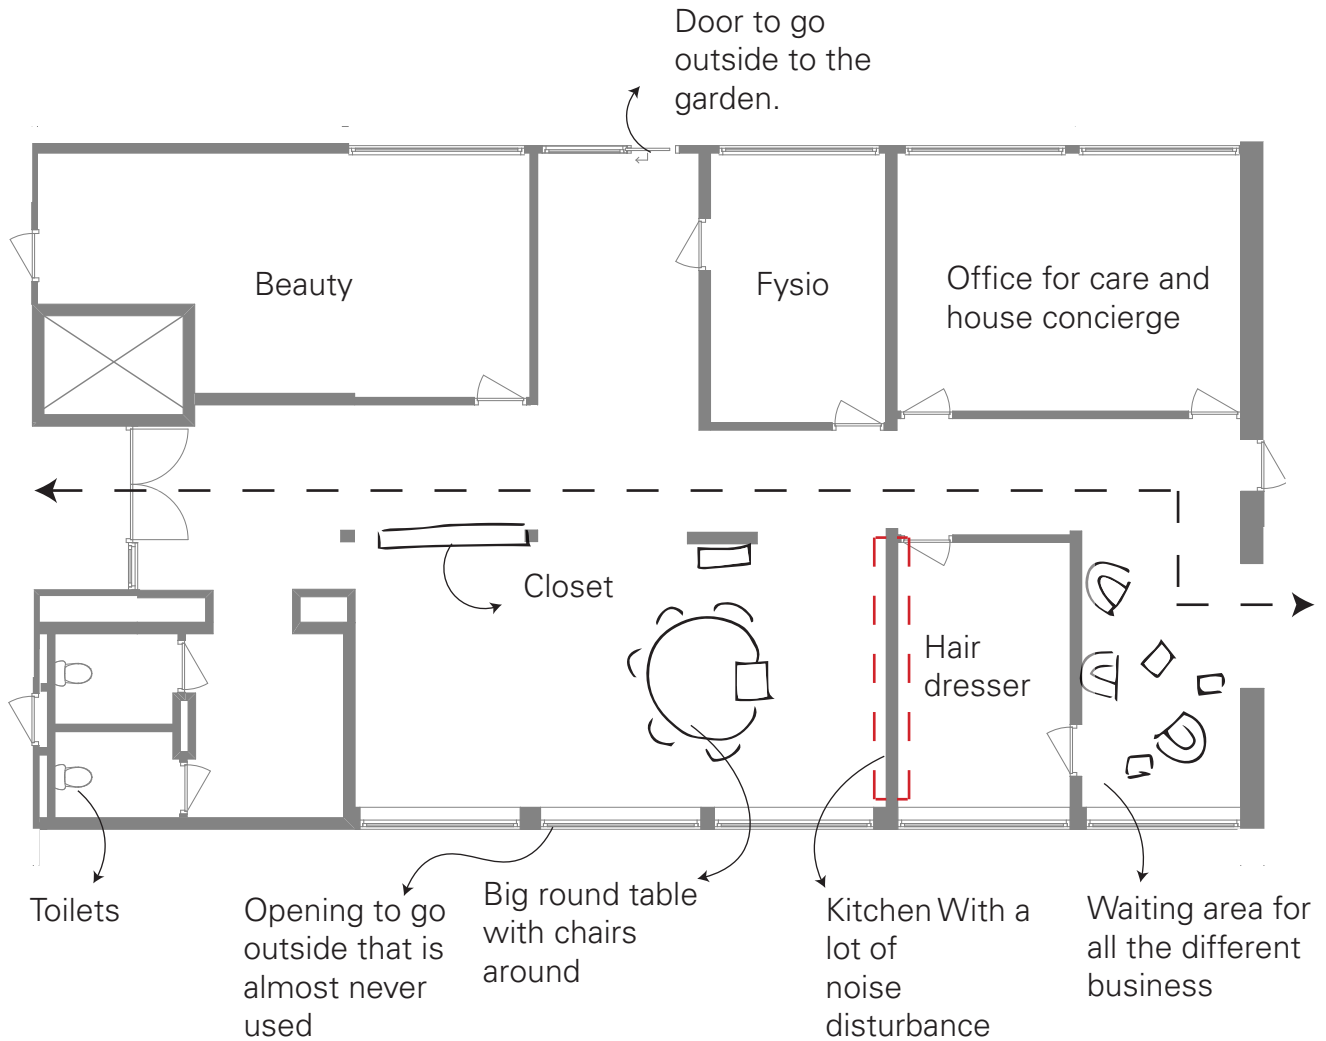 Door to go
outside to the
garden.
Beauty
Fysio
Office for care and
house concierge
Closet
Hair
dresser
Toilets
Opening to go
outside that is
almost never
used
Big round table
with chairs
around
Kitchen With a
lot of
noise
disturbance
Waiting area for
all the different
business